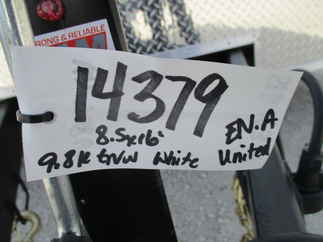 STRONG & RELIABLE
14379
8.5x16'
EN.A
9.8K GVW White United